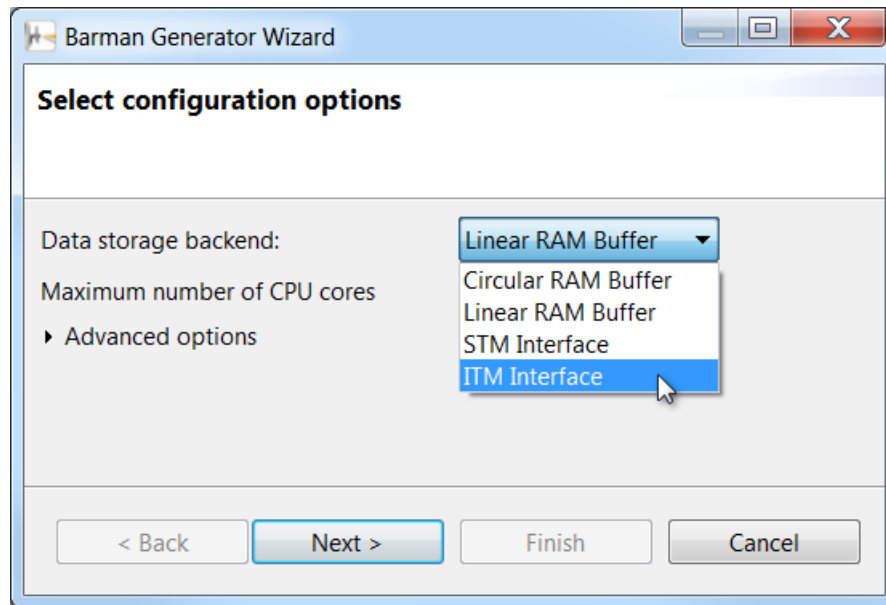 Barman Generator Wizard
Select configuration options
Data storage backend: Linear RAM Buffer
Circular RAM Buffer
Maximum number of CPU cores
Linear RAM Buffer
Advanced options
STM Interface
ITM Interface
< Back Next > Finish Cancel